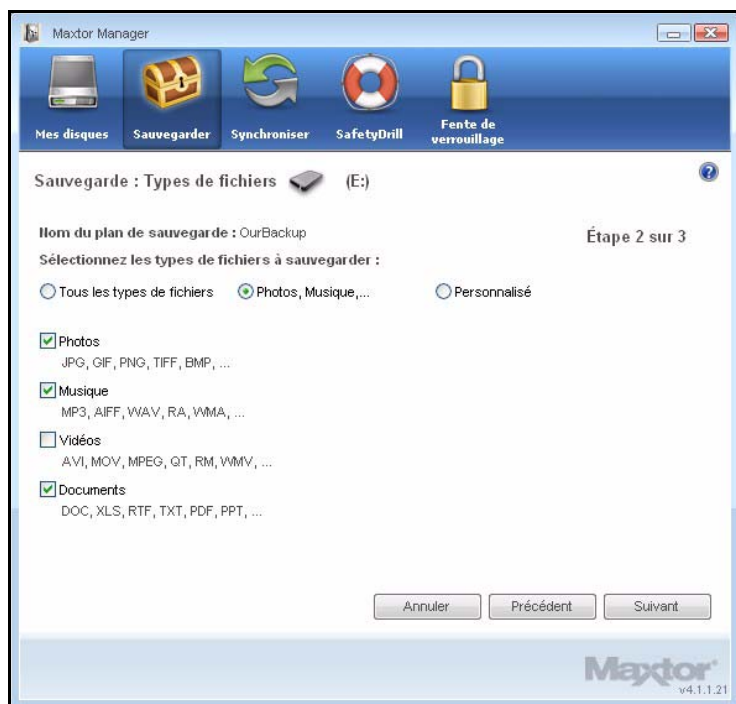 Maxtor Manager
Mes disques
Sauvegarder
Synchroniser
SafetyDrill
Fente de
verrouillage
Sauvegarde : Types de fichiers (E:)
Nom du plan de sauvegarde : OurBackup
Étape 2 sur 3
Sélectionnez les types de fichiers à sauvegarder :
Tous les types de fichiers Photos, Musique,... Personnalisé
Photos
JPG, GIF, PNG, TIFF, BMP, ...
Musique
MP3, AIFF, WAV, RA, WMA, ...
Vidéos
AVI, MOV, MPEG, QT, RM, WMV, ...
Documents
DOC, XLS, RTF, TXT, PDF, PPT, ...
Annuler Précédent Suivant
Maxtor
v4.1.1.21